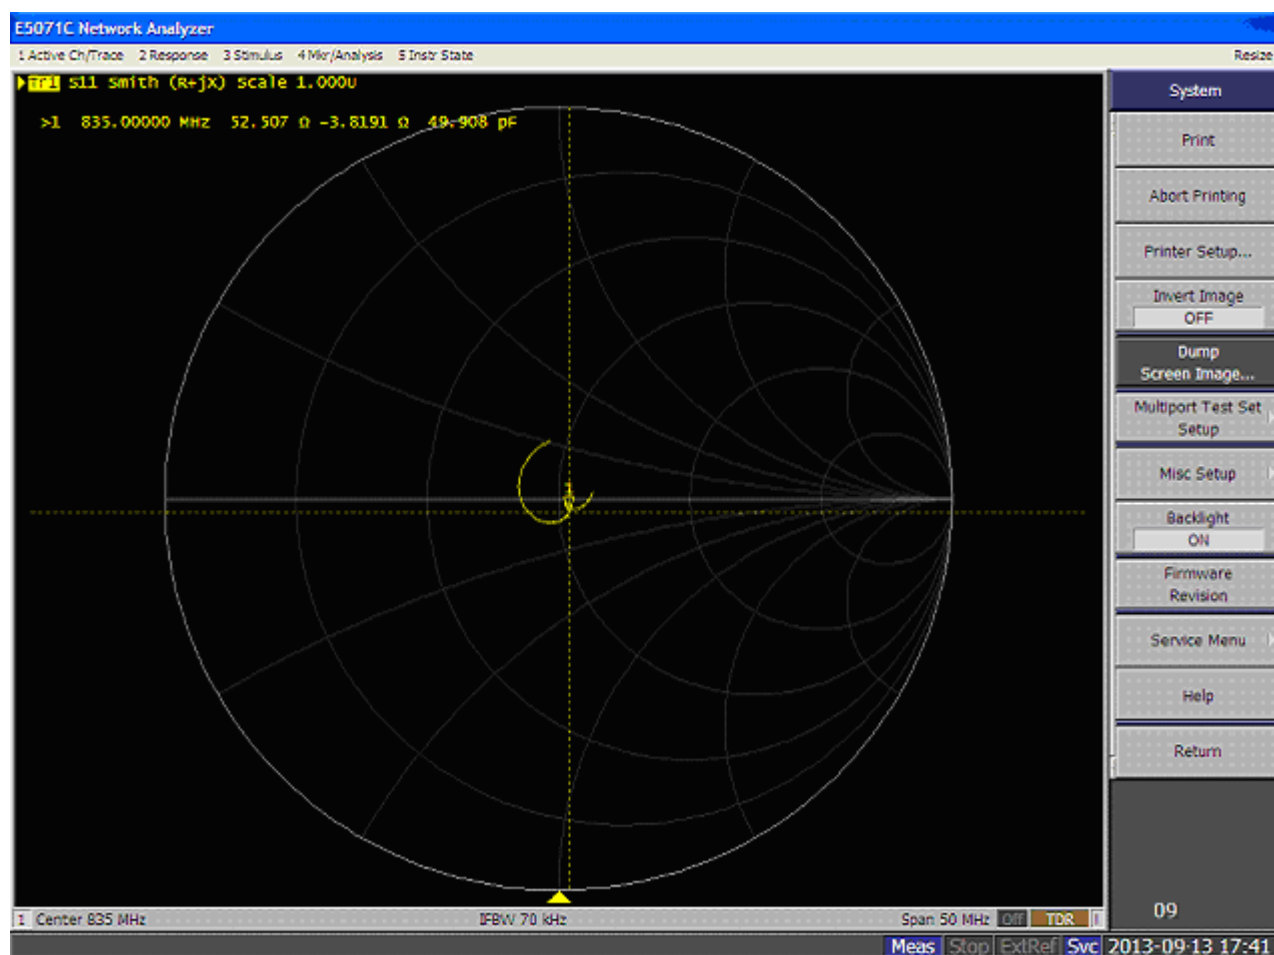 E5071C Network Analyzer
1 Active Ch/Trace 2 Response 3 Stimulus 4 Mkr/Analysis 5 Instr State
Resize
Tr1 S11 Smith (R+jX) Scale 1.000U
>1 835.00000 MHz 52.507 Ω -3.8191 Ω 49.908 pF
System
Print
Abort Printing
Printer Setup...
Invert Image
OFF
Dump
Screen Image...
Multiport Test Set
Setup
Misc Setup
Backlight
ON
Firmware
Revision
Service Menu
Help
Return
09
1 Center 835 MHz
IFBW 70 kHz
Span 50 MHz Off TDR
Meas Stop ExtRef Svc 2013-09-13 17:41